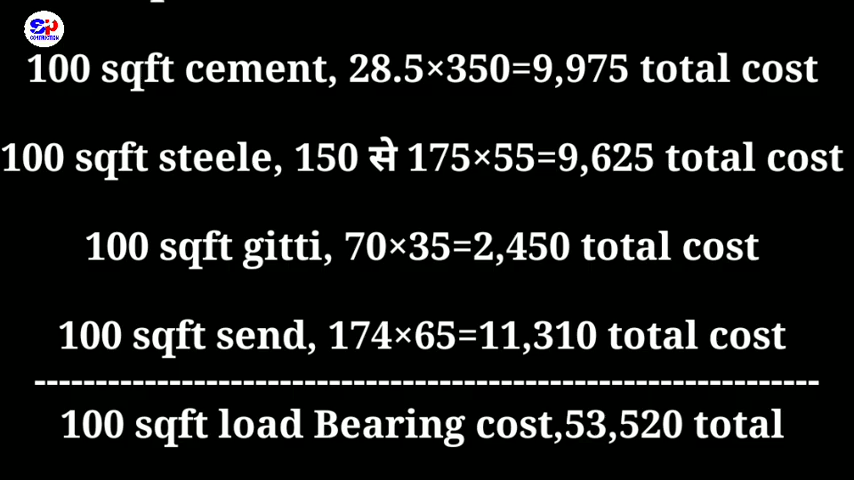 SP
CONSTRUCTION
100 sqft cement, 28.5×350=9,975 total cost
100 sqft steele, 150 से 175×55=9,625 total cost
100 sqft gitti, 70×35=2,450 total cost
100 sqft send, 174×65=11,310 total cost
--------------------------------------------------------------
100 sqft load Bearing cost,53,520 total